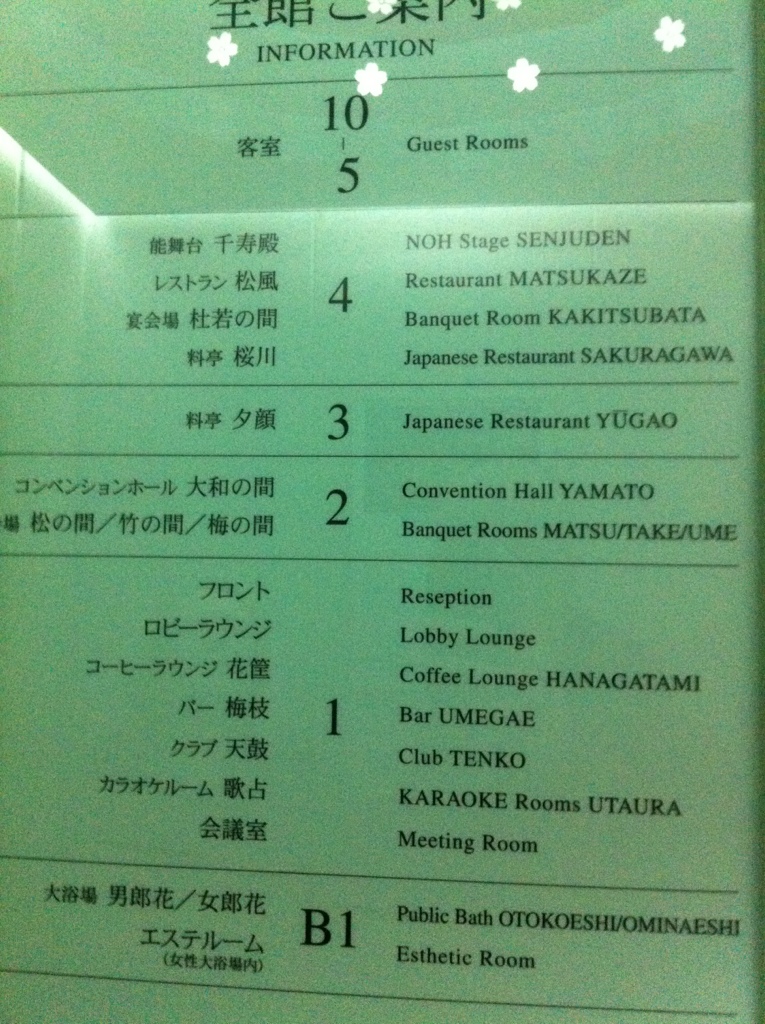 全館ご案内
INFORMATION
客室 10-5 Guest Rooms
能舞台 千寿殿 NOH Stage SENJUDEN
レストラン 松風 Restaurant MATSUKAZE
4
宴会場 杜若の間 Banquet Room KAKITSUBATA
料亭 桜川 Japanese Restaurant SAKURAGAWA
料亭 夕顔 3 Japanese Restaurant YŪGAO
コンベンションホール 大和の間 Convention Hall YAMATO
2
場 松の間／竹の間／梅の間 Banquet Rooms MATSU/TAKE/UME
フロント Reseption
ロビーラウンジ Lobby Lounge
コーヒーラウンジ 花筐 Coffee Lounge HANAGATAMI
バー 梅枝 1 Bar UMEGAE
クラブ 天鼓 Club TENKO
カラオケルーム 歌占 KARAOKE Rooms UTAURA
会議室 Meeting Room
大浴場 男郎花／女郎花 Public Bath OTOKOESHI/OMINAESHI
B1
エステルーム Esthetic Room
(女性大浴場内)